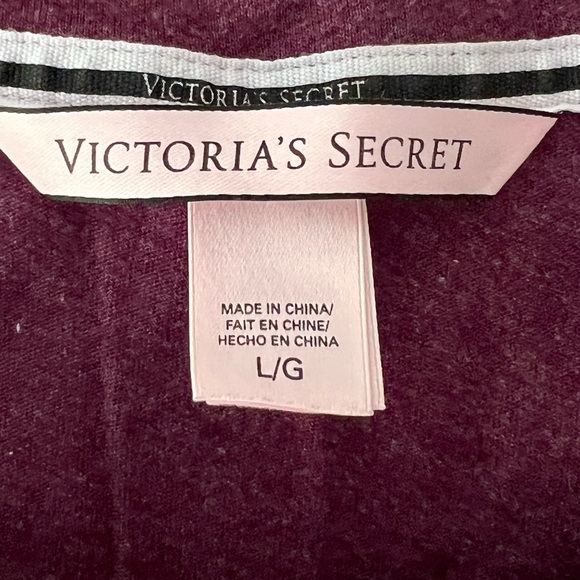 VICTORIA'S SECRET
VICTORIA'S SECRET
MADE IN CHINA/
FAIT EN CHINE/
HECHO EN CHINA
L/G